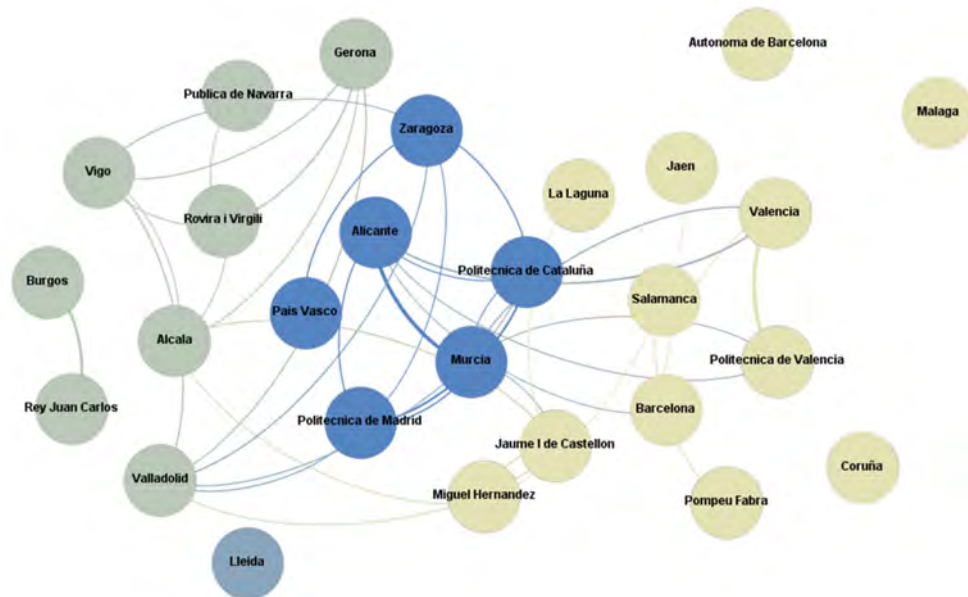 Autonoma de Barcelona
Gerona
Publica de Navarra
Malaga
Zaragoza
Jaen
Vigo
La Laguna
Valencia
Rovira i Virgili
Alicante
Politecnica de Cataluña
Burgos
Salamanca
Pais Vasco
Alcala
Murcia
Politecnica de Valencia
Rey Juan Carlos
Barcelona
Politecnica de Madrid
Jaume I de Castellon
Coruña
Valladolid
Miguel Hernandez
Pompeu Fabra
Lleida